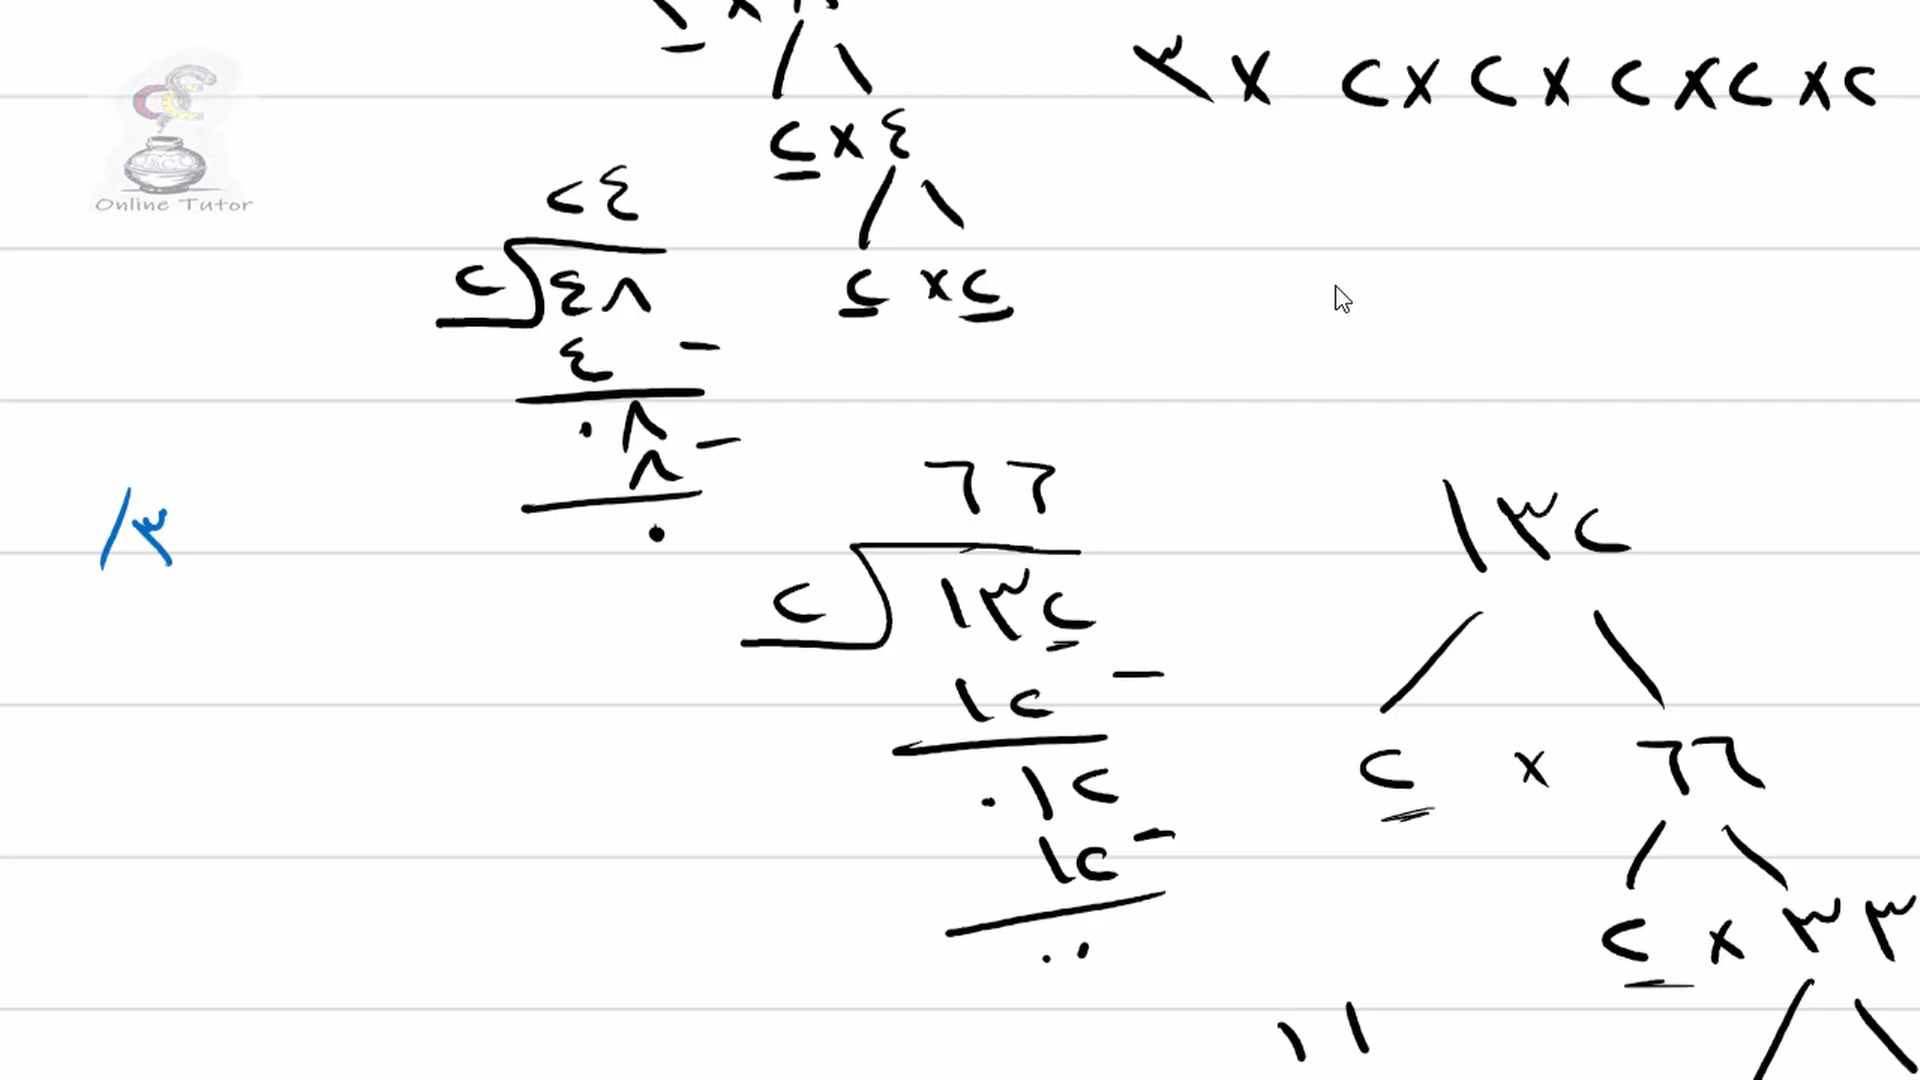 ٣ × ٢ × ٢ × ٢ × ٢ × ٢
٢ × ٤
٢٤
٢ ٤٨
٢ × ٢
٤ −
٠٨ −
٨
٠
٦٦
٢ ١٣٢
١٢ −
٠١٢
١٢ −
٠٠
١٣٢
٢ × ٦٦
٢ × ٣٣
١١
/٣
Online Tutor